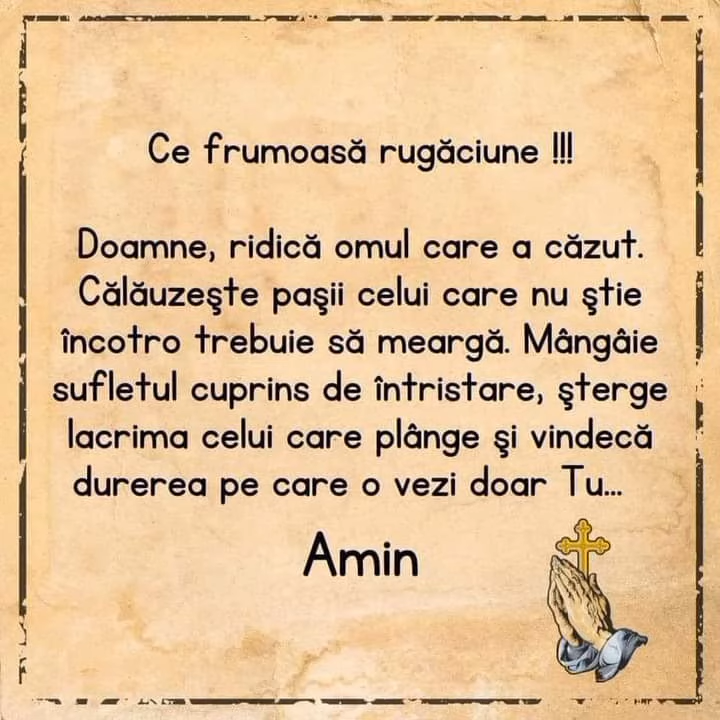 Ce frumoasă rugăciune !!!
Doamne, ridică omul care a căzut.
Călăuzeşte paşii celui care nu ştie
încotro trebuie să meargă. Mângâie
sufletul cuprins de întristare, şterge
lacrima celui care plânge şi vindecă
durerea pe care o vezi doar Tu...
Amin